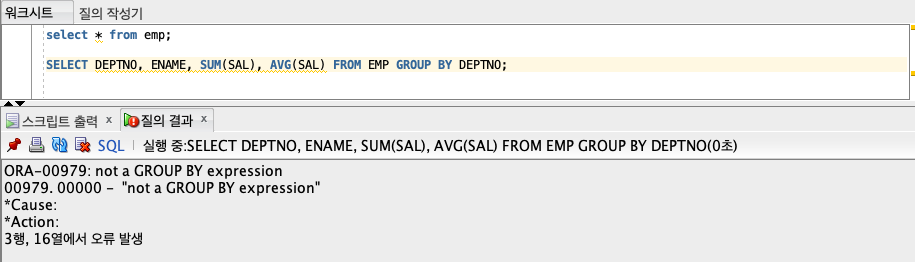 워크시트 질의 작성기
select * from emp;
SELECT DEPTNO, ENAME, SUM(SAL), AVG(SAL) FROM EMP GROUP BY DEPTNO;
스크립트 출력 x 질의 결과 x
SQL 실행 중:SELECT DEPTNO, ENAME, SUM(SAL), AVG(SAL) FROM EMP GROUP BY DEPTNO(0초)
ORA-00979: not a GROUP BY expression
00979. 00000 - "not a GROUP BY expression"
*Cause:
*Action:
3행, 16열에서 오류 발생